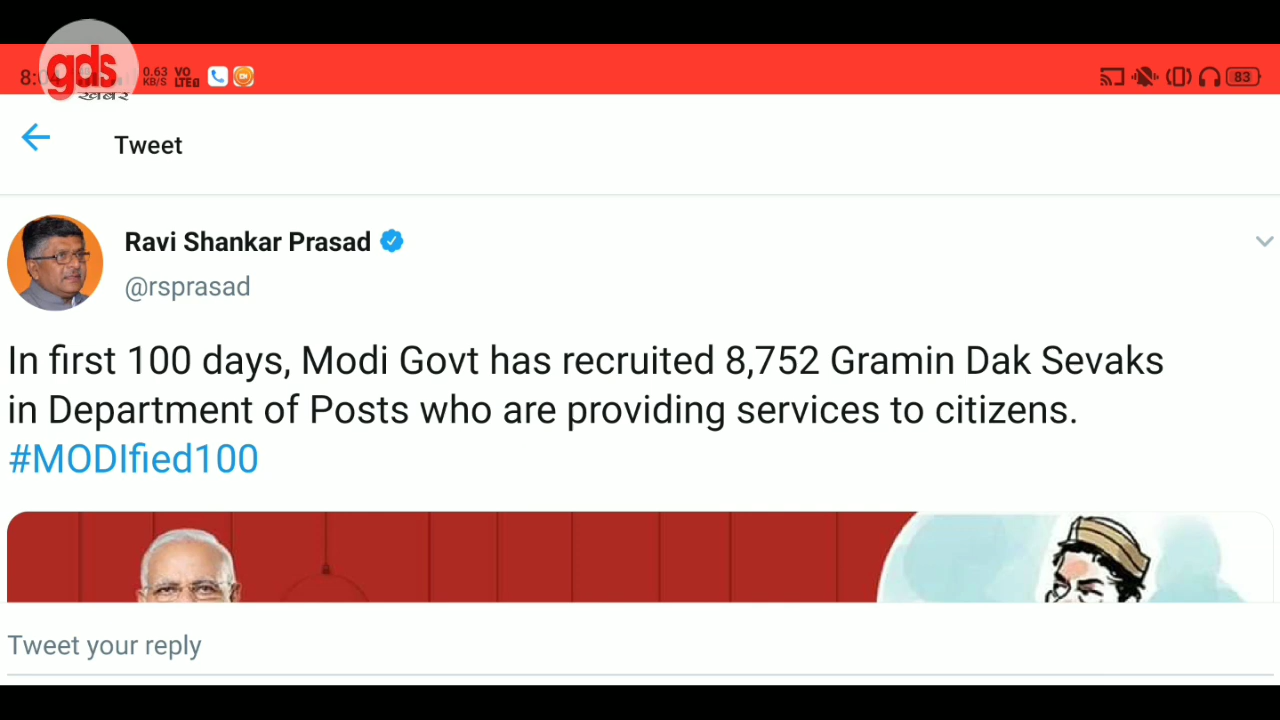 gds
खबर
0.63
KB/S
VO
LTE
83
Tweet
Ravi Shankar Prasad
@rsprasad
In first 100 days, Modi Govt has recruited 8,752 Gramin Dak Sevaks
in Department of Posts who are providing services to citizens.
#MODIfied100
Tweet your reply